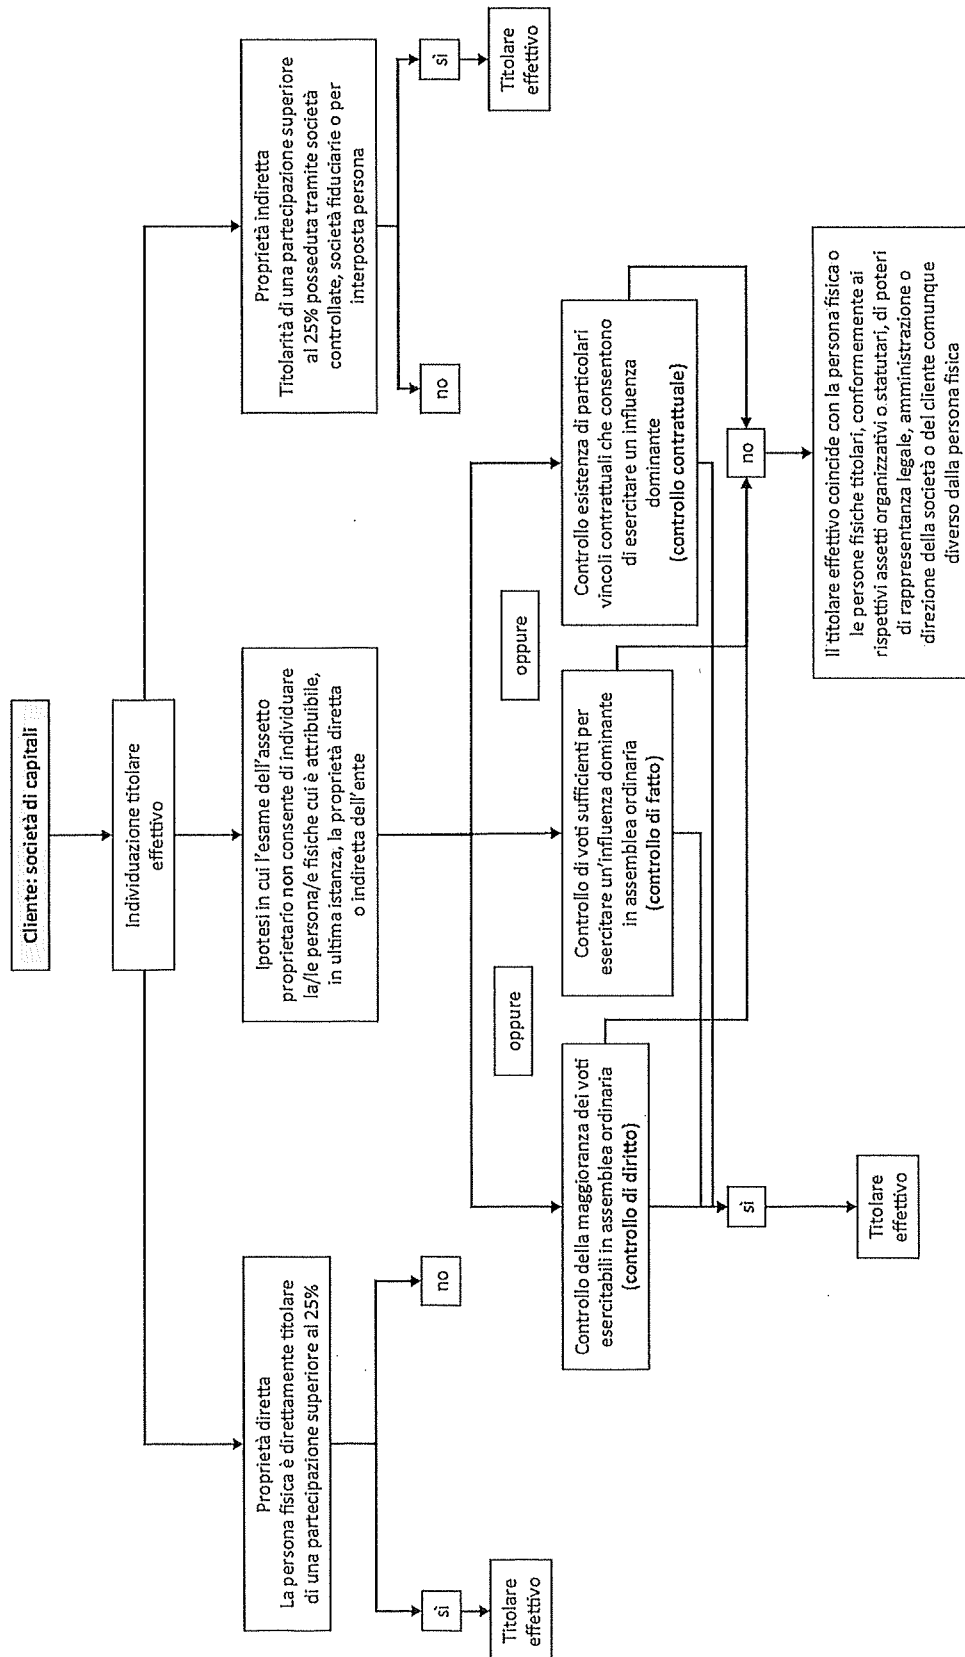 Cliente: società di capitali
Individuazione titolare
effettivo
Proprietà diretta
La persona fisica è direttamente titolare
di una partecipazione superiore al 25%
sì
no
Titolare
effettivo
Ipotesi in cui l'esame dell'assetto
proprietario non consente di individuare
la/le persona/e fisiche cui è attribuibile,
in ultima istanza, la proprietà diretta
o indiretta dell'ente
Proprietà indiretta
Titolarità di una partecipazione superiore
al 25% posseduta tramite società
controllate, società fiduciarie o per
interposta persona
no
sì
Titolare
effettivo
oppure
oppure
Controllo della maggioranza dei voti
esercitabili in assemblea ordinaria
(controllo di diritto)
Controllo di voti sufficienti per
esercitare un'influenza dominante
in assemblea ordinaria
(controllo di fatto)
Controllo esistenza di particolari
vincoli contrattuali che consentono
di esercitare un influenza
dominante
(controllo contrattuale)
sì
no
Titolare
effettivo
Il titolare effettivo coincide con la persona fisica o
le persone fisiche titolari, conformemente ai
rispettivi assetti organizzativi o statutari, di poteri
di rappresentanza legale, amministrazione o
direzione della società o del cliente comunque
diverso dalla persona fisica